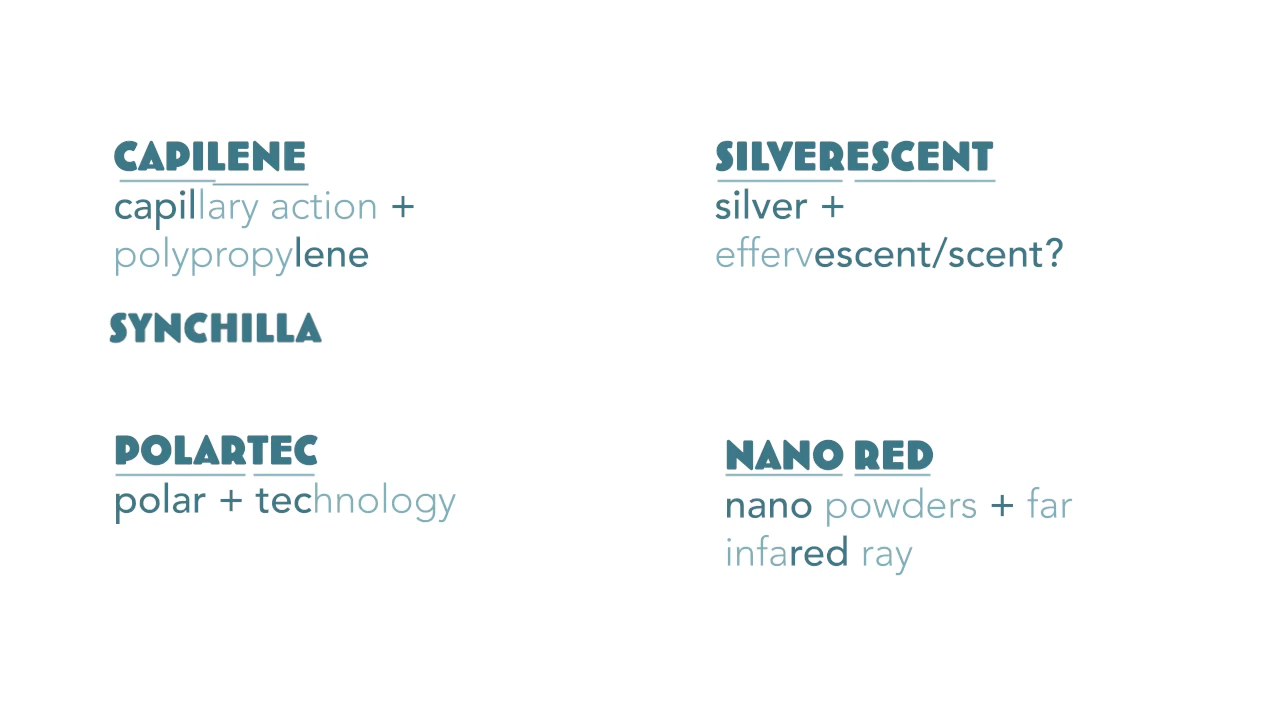 CAPILENE
capillary action +
polypropylene
SYNCHILLA
POLARTEC
polar + technology
SILVERESCENT
silver +
effervescent/scent?
NANO RED
nano powders + far
infared ray